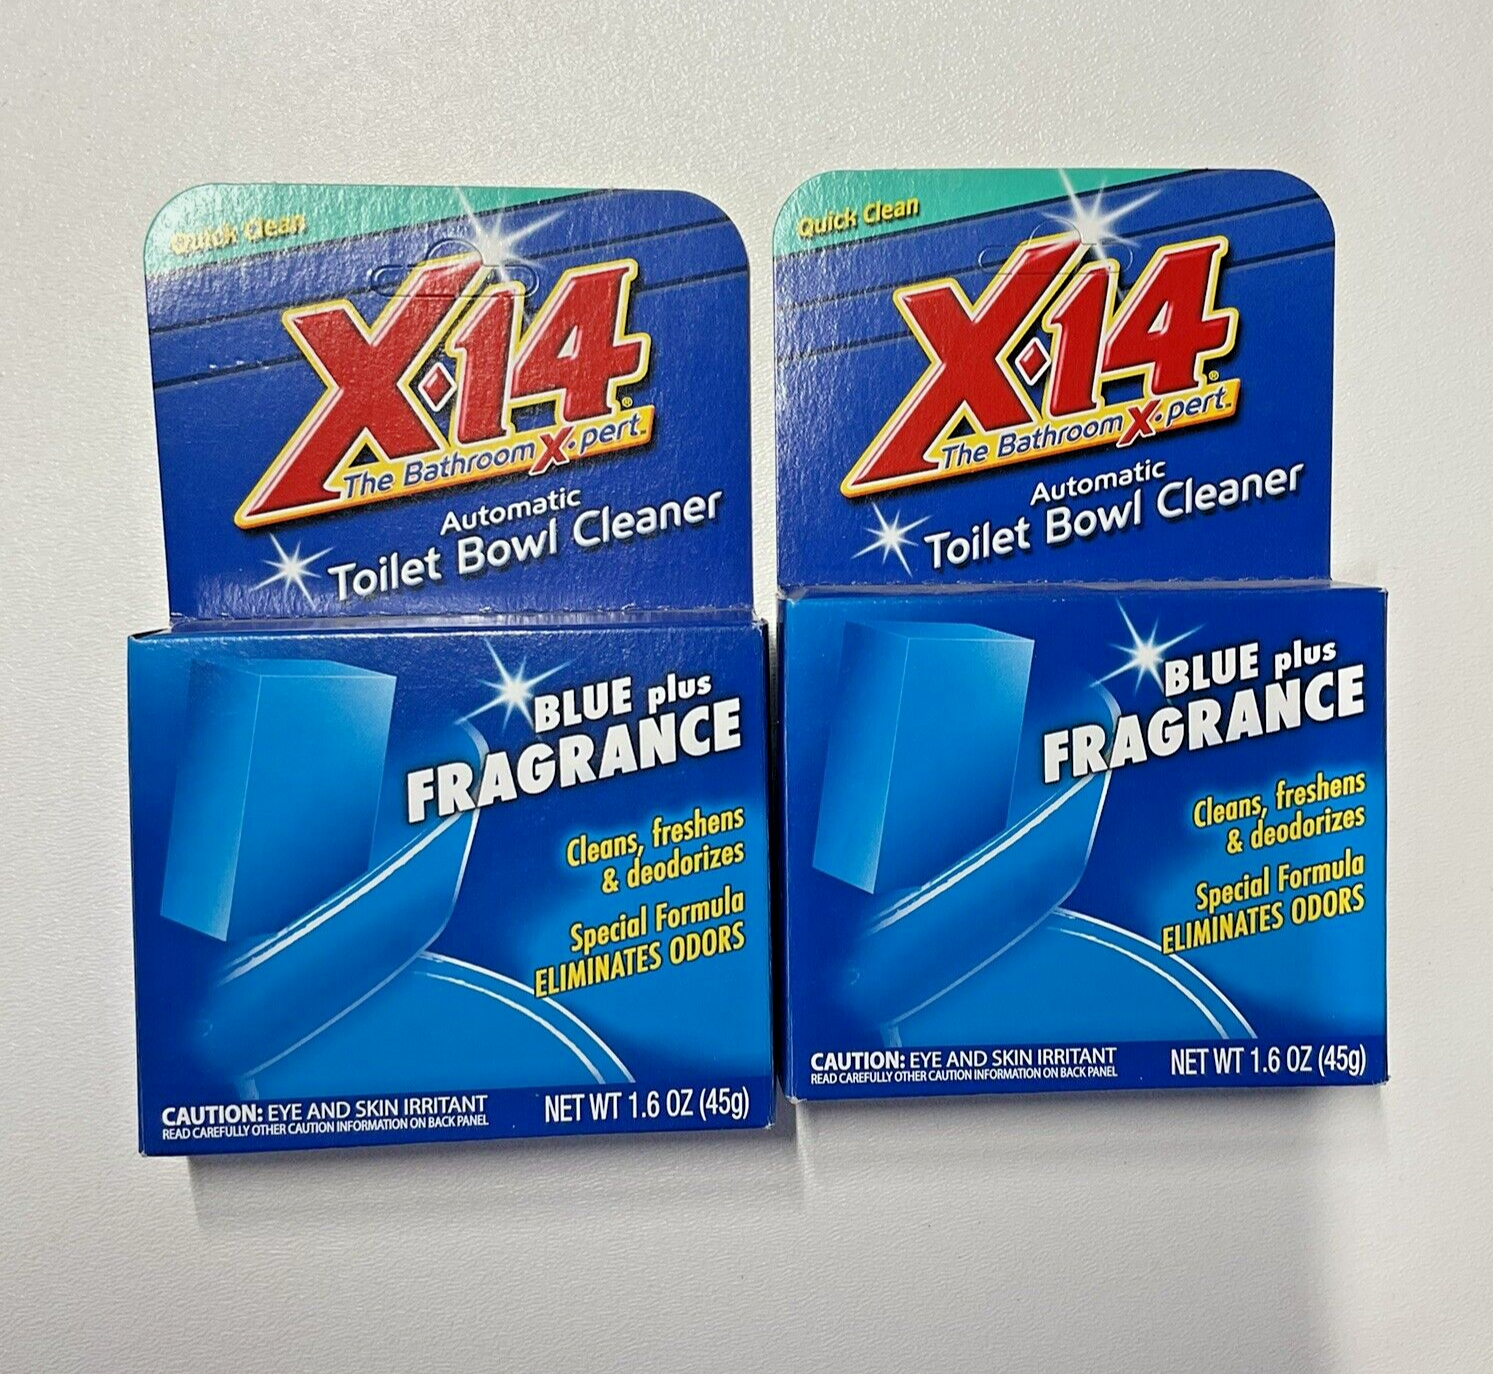 Quick Clean
X-14®
The Bathroom X•pert™
Automatic
Toilet Bowl Cleaner
BLUE plus
FRAGRANCE
Cleans, freshens
& deodorizes
Special Formula
ELIMINATES ODORS
CAUTION: EYE AND SKIN IRRITANT
READ CAREFULLY OTHER CAUTION INFORMATION ON BACK PANEL
NET WT 1.6 OZ (45g)
Quick Clean
X-14®
The Bathroom X•pert™
Automatic
Toilet Bowl Cleaner
BLUE plus
FRAGRANCE
Cleans, freshens
& deodorizes
Special Formula
ELIMINATES ODORS
CAUTION: EYE AND SKIN IRRITANT
READ CAREFULLY OTHER CAUTION INFORMATION ON BACK PANEL
NET WT 1.6 OZ (45g)